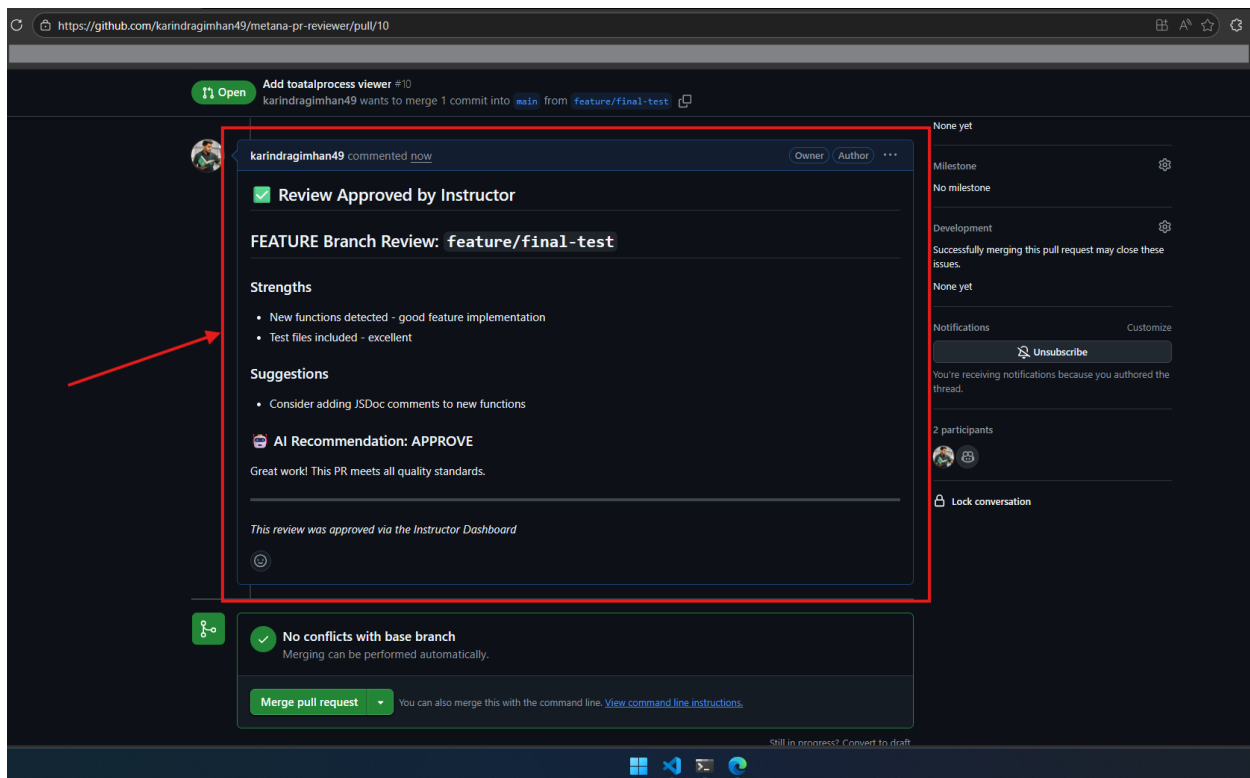 https://github.com/karindragimhan49/metana-pr-reviewer/pull/10
Open
Add toatalprocess viewer #10
karindragimhan49 wants to merge 1 commit into main from feature/final-test
karindragimhan49 commented now
Owner
Author
✅ Review Approved by Instructor
FEATURE Branch Review: feature/final-test
Strengths
• New functions detected - good feature implementation
• Test files included - excellent
Suggestions
• Consider adding JSDoc comments to new functions
🤖 AI Recommendation: APPROVE
Great work! This PR meets all quality standards.
This review was approved via the Instructor Dashboard
No conflicts with base branch
Merging can be performed automatically.
Merge pull request
You can also merge this with the command line. View command line instructions.
Still in progress? Convert to draft
None yet
Milestone
No milestone
Development
Successfully merging this pull request may close these
issues.
None yet
Notifications
Customize
Unsubscribe
You're receiving notifications because you authored the
thread.
2 participants
Lock conversation